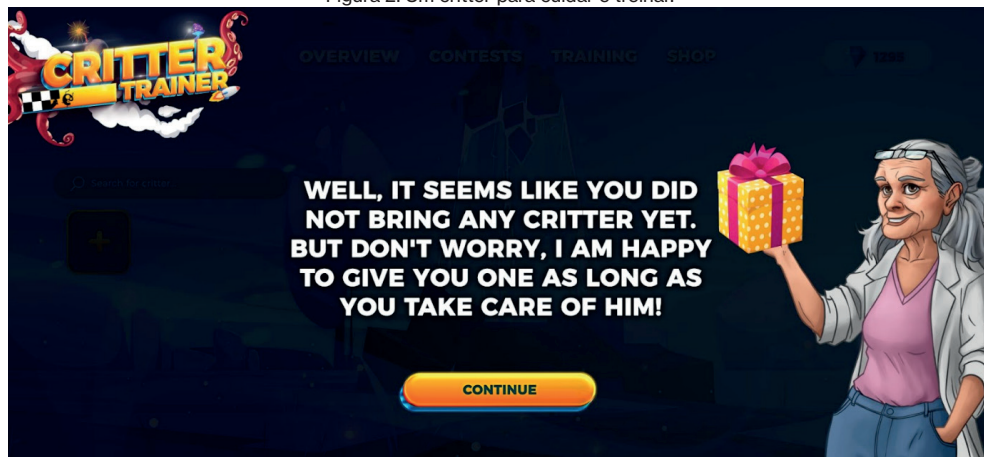 Figura 2. Um critter para cuidar e treinar.
CRITTER
TRAINER
OVERVIEW CONTESTS TRAINING SHOP
WELL, IT SEEMS LIKE YOU DID
NOT BRING ANY CRITTER YET.
BUT DON'T WORRY, I AM HAPPY
TO GIVE YOU ONE AS LONG AS
YOU TAKE CARE OF HIM!
CONTINUE